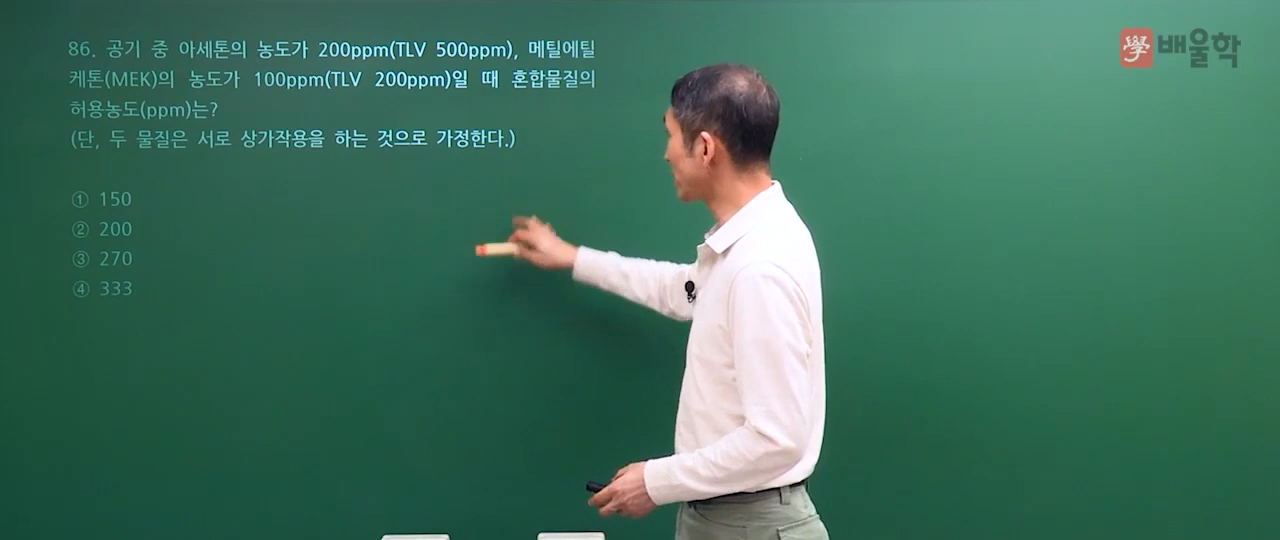 86. 공기 중 아세톤의 농도가 200ppm(TLV 500ppm), 메틸에틸
케톤(MEK)의 농도가 100ppm(TLV 200ppm)일 때 혼합물질의
허용농도(ppm)는?
(단, 두 물질은 서로 상가작용을 하는 것으로 가정한다.)
① 150
② 200
③ 270
④ 333
學 배울학